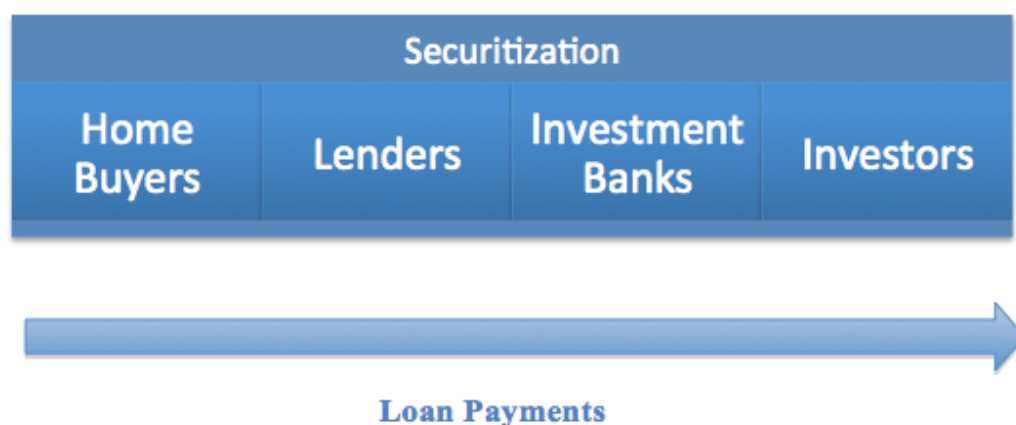 Securitization
Home
Buyers
Lenders
Investment
Banks
Investors
Loan Payments